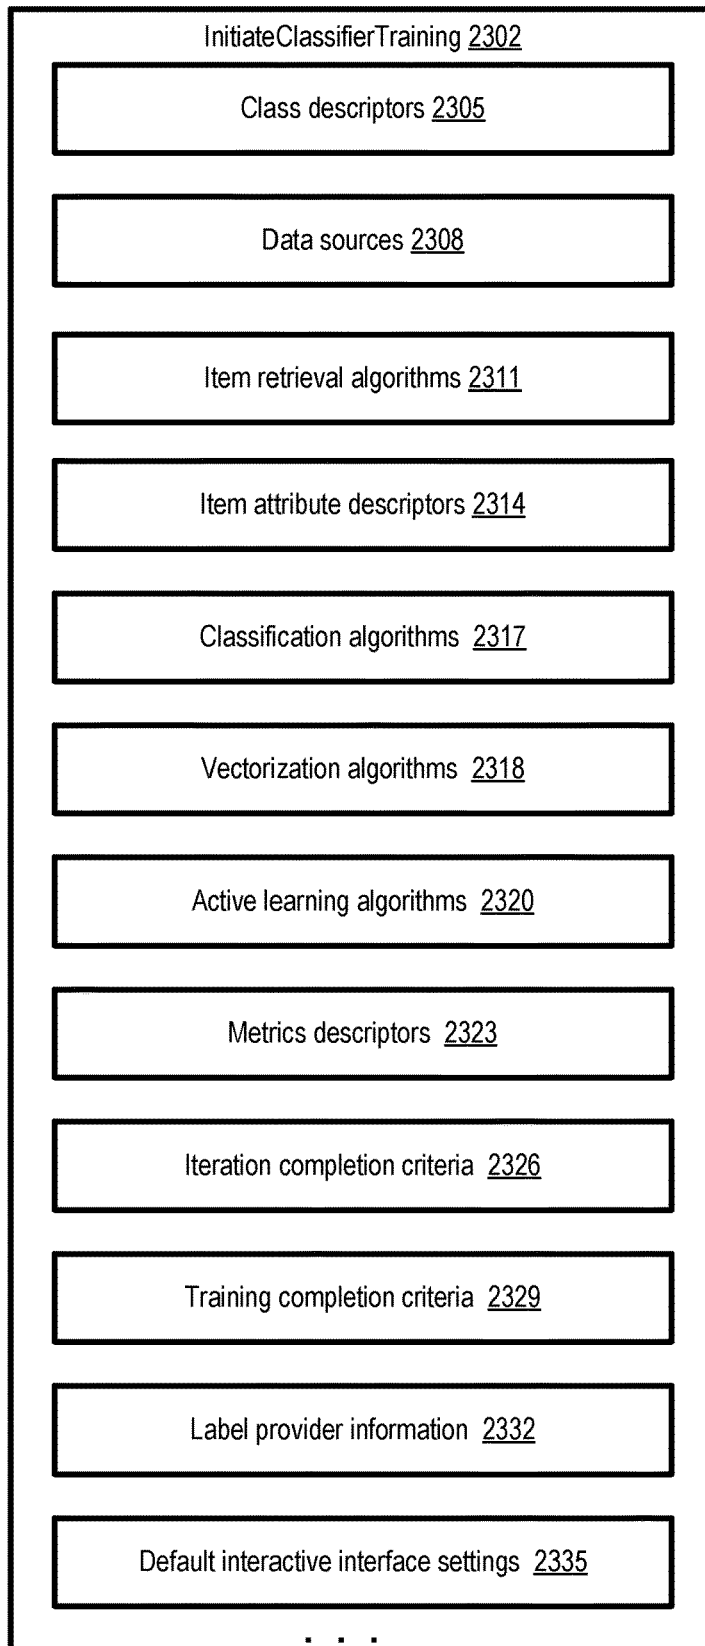 InitiateClassifierTraining 2302
Class descriptors 2305
Data sources 2308
Item retrieval algorithms 2311
Item attribute descriptors 2314
Classification algorithms 2317
Vectorization algorithms 2318
Active learning algorithms 2320
Metrics descriptors 2323
Iteration completion criteria 2326
Training completion criteria 2329
Label provider information 2332
Default interactive interface settings 2335
. . .